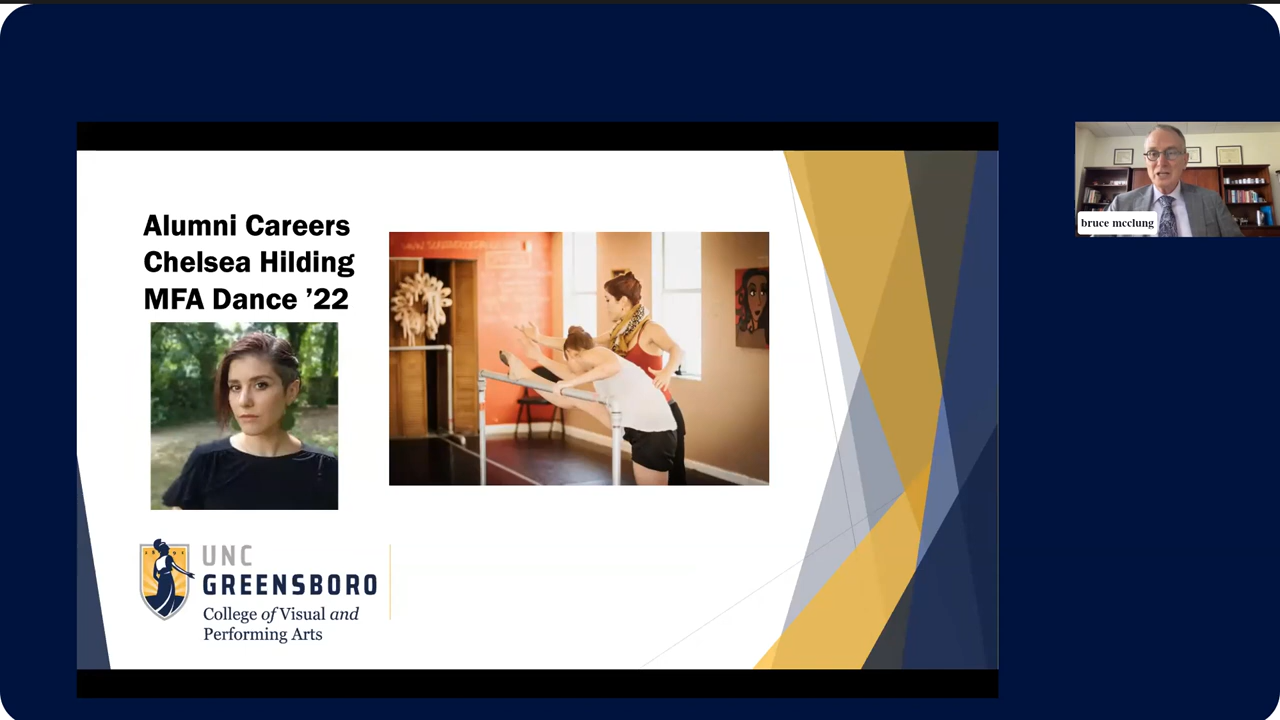 Alumni Careers
Chelsea Hilding
MFA Dance ’22
UNC
GREENSBORO
College of Visual and
Performing Arts
bruce mcclung